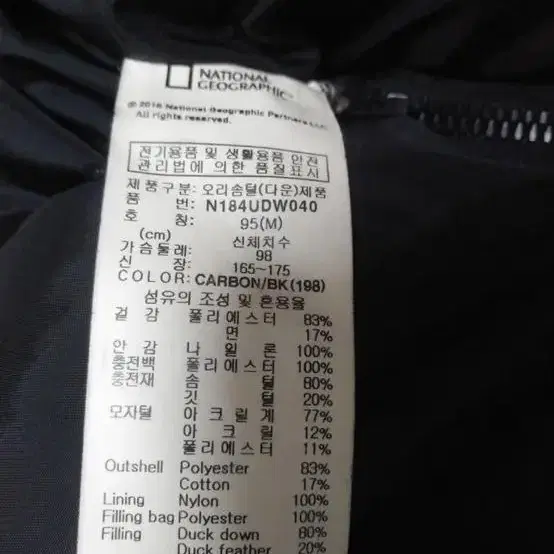 NATIONAL
GEOGRAPHIC
© 2016 National Geographic Partners LLC.
All rights reserved.
전기용품 및 생활용품 안전
관리법에 의한 품질표시
제품구분: 오리솜털(다운)제품
품 번: N184UDW040
호 칭: 95(M)
(cm) 신체치수
가슴둘레: 98
신 장: 165~175
COLOR: CARBON/BK(198)
섬유의 조성 및 혼용율
겉 감 폴리에스터 83%
면 17%
안 감 나 일 론 100%
충전백 폴리에스터 100%
충전재 솜 털 80%
깃 털 20%
모자털 아크릴계 77%
아 크 릴 12%
폴리에스터 11%
Outshell Polyester 83%
Cotton 17%
Lining Nylon 100%
Filling bag Polyester 100%
Filling Duck down 80%
Duck feather 20%